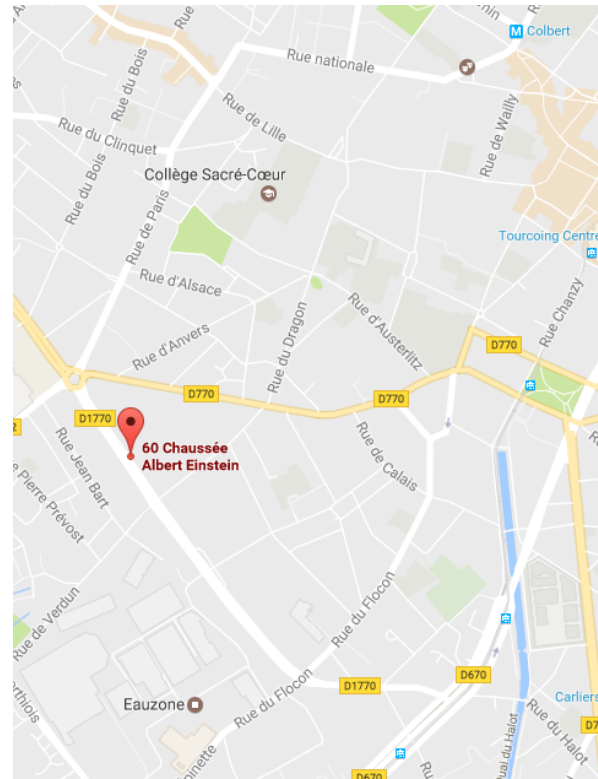 Colbert
Rue nationale
Rue du Bois
Rue de Lille
Rue de Wailly
Rue du Clinquet
Rue du Bois
Collège Sacré-Cœur
Rue de Paris
Tourcoing Centre
Rue d'Alsace
Rue Chanzy
Rue du Dragon
Rue d'Austerlitz
Rue d'Anvers
D770
D770
D770
D1770
60 Chaussée
Albert Einstein
Rue Jean Bart
Rue de Calais
e Pierre Prévost
Rue de Verdun
Rue du Flocon
D670
D1770
Rue du Flocon
Eauzone
Carliers
Rue du Halot
uai du Halot
D7
D670